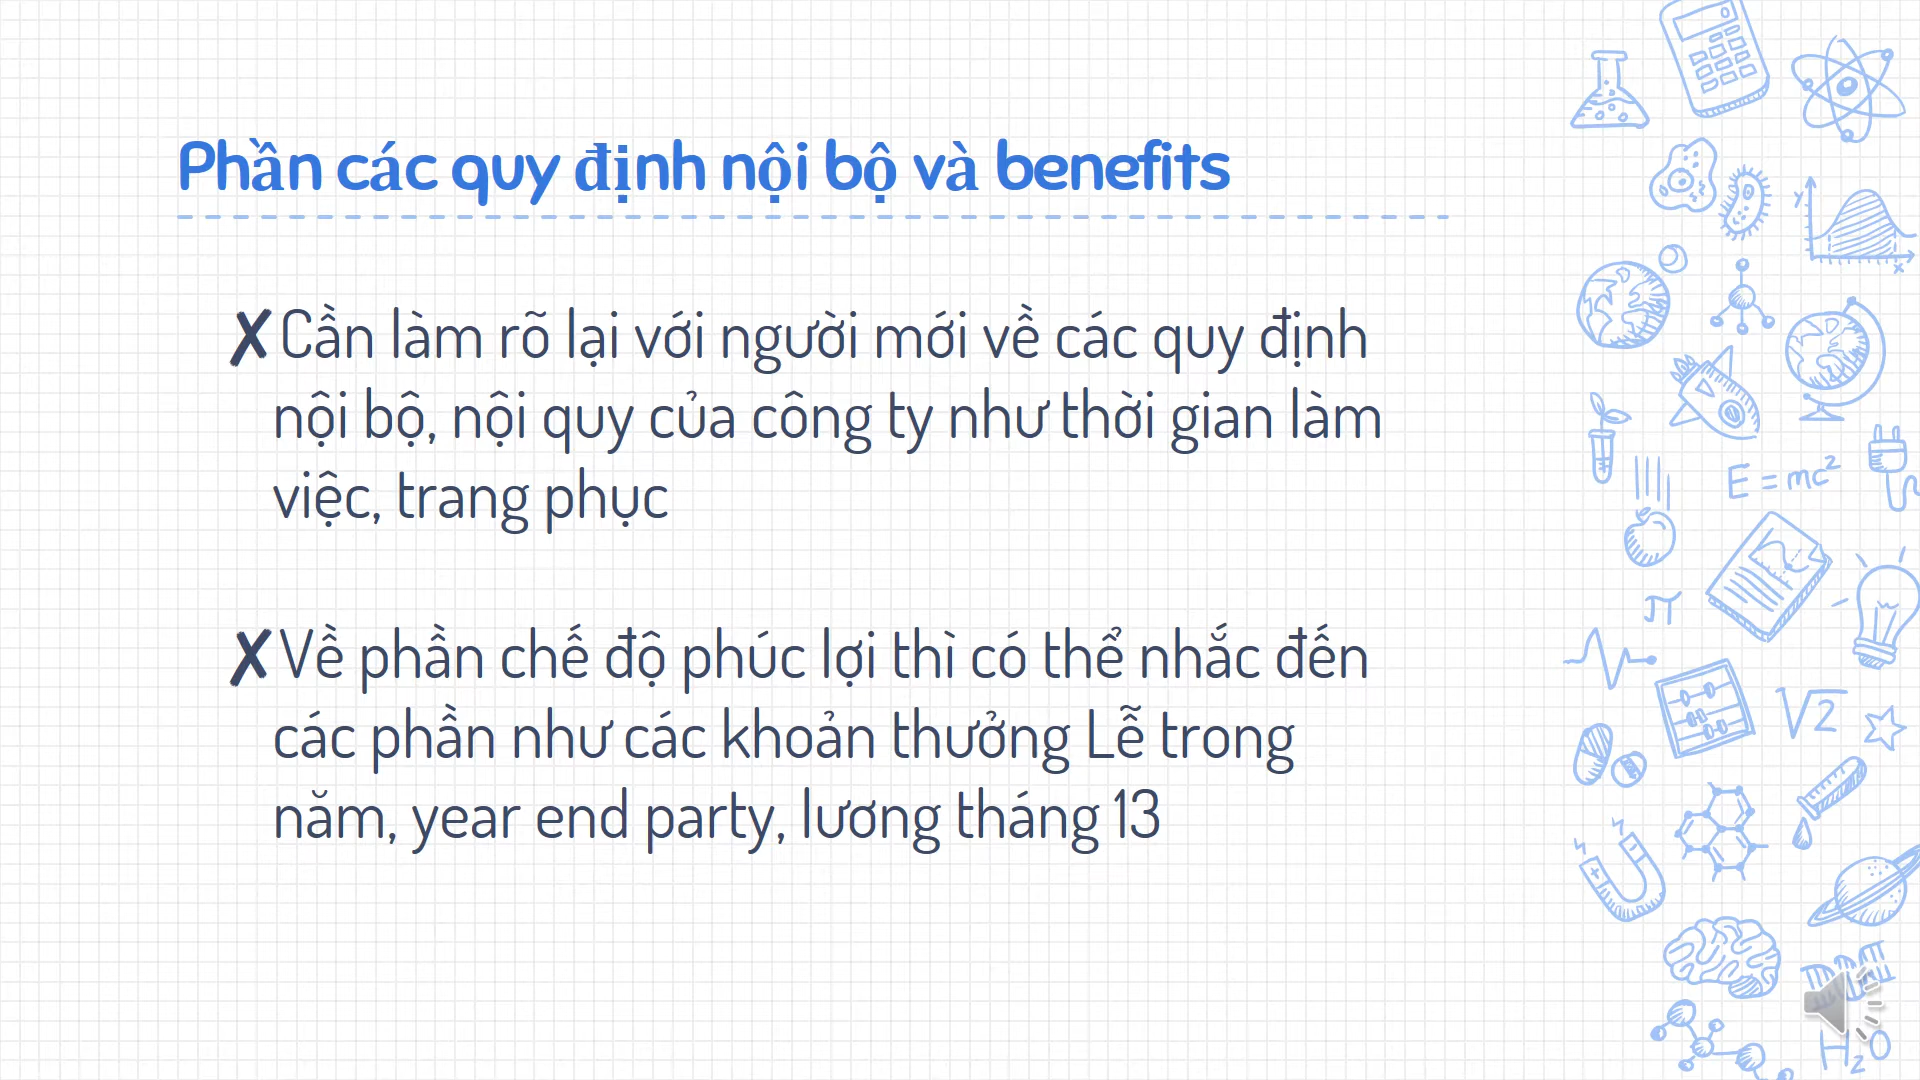 Phần các quy định nội bộ và benefits
✗Cần làm rõ lại với người mới về các quy định
nội bộ, nội quy của công ty như thời gian làm
việc, trang phục
✗Về phần chế độ phúc lợi thì có thể nhắc đến
các phần như các khoản thưởng Lễ trong
năm, year end party, lương tháng 13
y
x
E = mc²
π
√2
H₂O